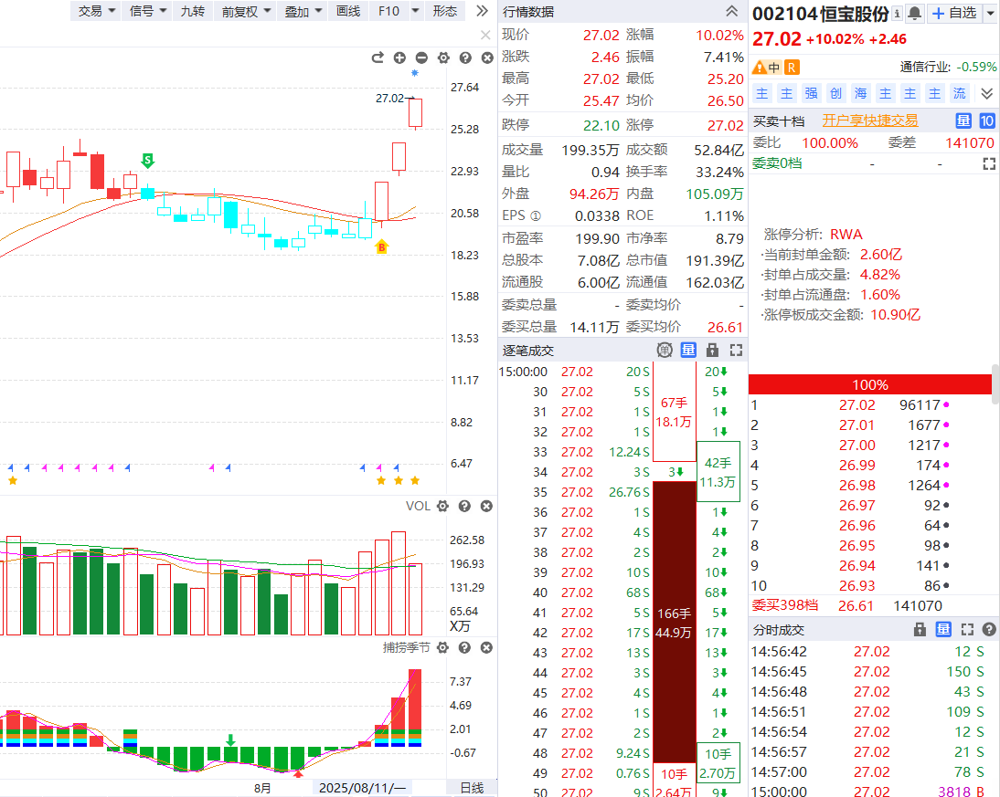 交易 信号 九转 前复权 叠加 画线 F10 形态
27.64
27.02
25.28
S
22.93
20.58
B
18.23
15.88
13.53
11.17
8.82
6.47
VOL
262.58
196.93
131.29
65.64
X万
捕捞季节
7.37
4.69
2.01
-0.67
8月 2025/08/11/一 日线
行情数据
现价 27.02 涨幅 10.02%
涨跌 2.46 振幅 7.41%
最高 27.02 最低 25.20
今开 25.47 均价 26.50
跌停 22.10 涨停 27.02
成交量 199.35万 成交额 52.84亿
量比 0.94 换手率 33.24%
外盘 94.26万 内盘 105.09万
EPS ① 0.0338 ROE 1.11%
市盈率 199.90 市净率 8.79
总股本 7.08亿 总市值 191.39亿
流通股 6.00亿 流通值 162.03亿
委卖总量 - 委卖均价 -
委买总量 14.11万 委买均价 26.61
逐笔成交 单 量
15:00:00 27.02 20 S 20
30 27.02 5 S 5
31 27.02 1 S 1
32 27.02 1 S 1
33 27.02 12.24 S
34 27.02 3 S 3
35 27.02 26.76 S
36 27.02 1 S 1
37 27.02 4 S 4
38 27.02 2 S 2
39 27.02 10 S 10
40 27.02 68 S 68
41 27.02 5 S 5
42 27.02 17 S 17
43 27.02 13 S 13
44 27.02 3 S 3
45 27.02 4 S 4
46 27.02 1 S 1
47 27.02 2 S 2
48 27.02 9.24 S
49 27.02 0.76 S
50 27.02 9 S 9
67手
18.1万
42手
11.3万
166手
44.9万
10手
2.70万
10手
2.64万
002104 恒宝股份 自选
27.02 +10.02% +2.46
中 R 通信行业: -0.59%
主 主 强 创 海 主 主 主 流
买卖十档 开户享快捷交易 量 10
委比 100.00% 委差 141070
委卖0档 - -
涨停分析: RWA
·当前封单金额: 2.60亿
·封单占成交量: 4.82%
·封单占流通盘: 1.60%
·涨停板成交金额: 10.90亿
100%
1 27.02 96117
2 27.01 1677
3 27.00 1217
4 26.99 174
5 26.98 1264
6 26.97 92
7 26.96 64
8 26.95 98
9 26.94 141
10 26.93 86
委买398档 26.61 141070
分时成交 量
14:56:42 27.02 12 S
14:56:45 27.02 150 S
14:56:48 27.02 43 S
14:56:51 27.02 109 S
14:56:54 27.02 12 S
14:56:57 27.02 21 S
14:57:00 27.02 78 S
15:00:00 27.02 3818 B